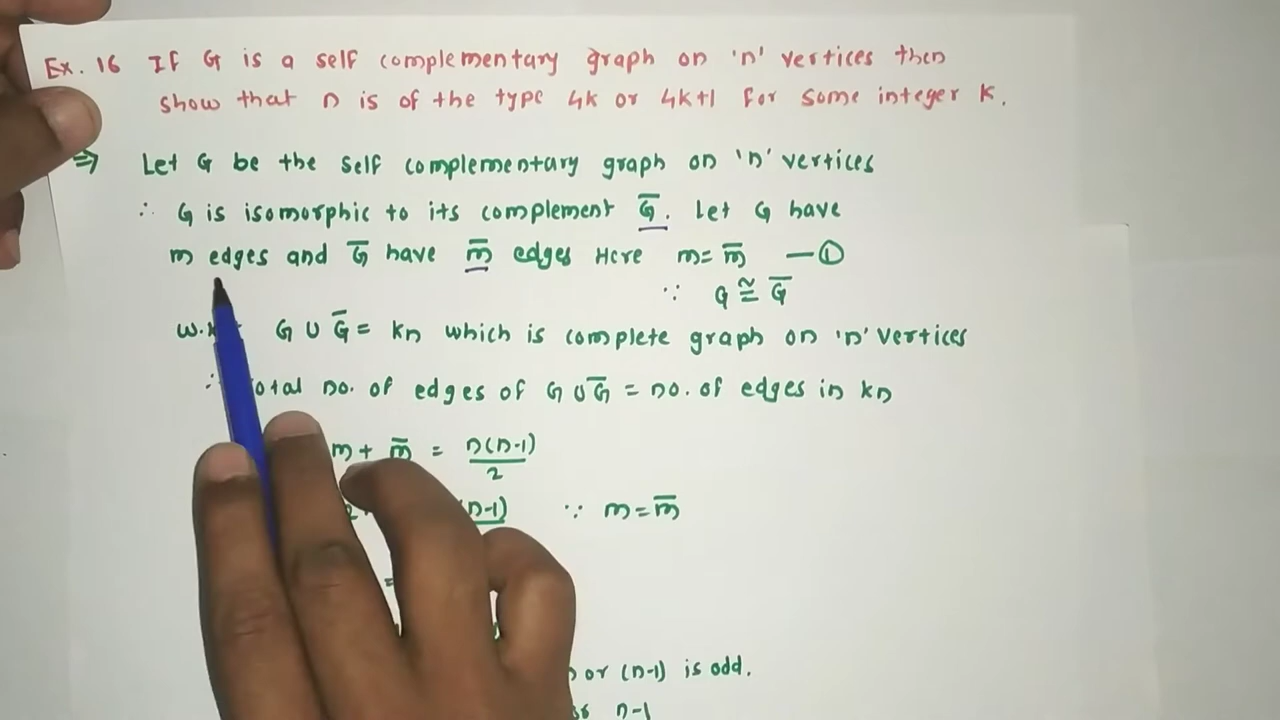 Ex. 16 If G is a self complementary graph on 'n' vertices then
show that n is of the type 4k or 4k+1 for some integer k.
⇒ Let G be the self complementary graph on 'n' vertices
∴ G is isomorphic to its complement G̅. Let G have
m edges and G̅ have m̅ edges Here m = m̅ —①
∵ G ≅ G̅
G ∪ G̅ = kn which is complete graph on 'n' vertices
∴ no. of edges of G ∪ G̅ = no. of edges in kn
m + m̅ = n(n-1)/2
(n-1) ∵ m = m̅
=
or (n-1) is odd.
n-1